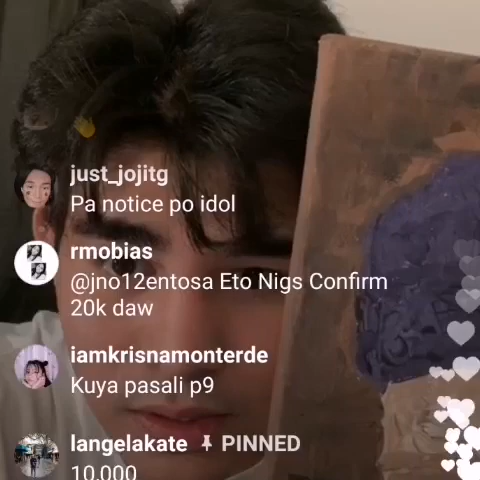 just_jojitg
Pa notice po idol
rmobias
@jno12entosa Eto Nigs Confirm
20k daw
iamkrisnamonterde
Kuya pasali p9
langelakate PINNED
10,000